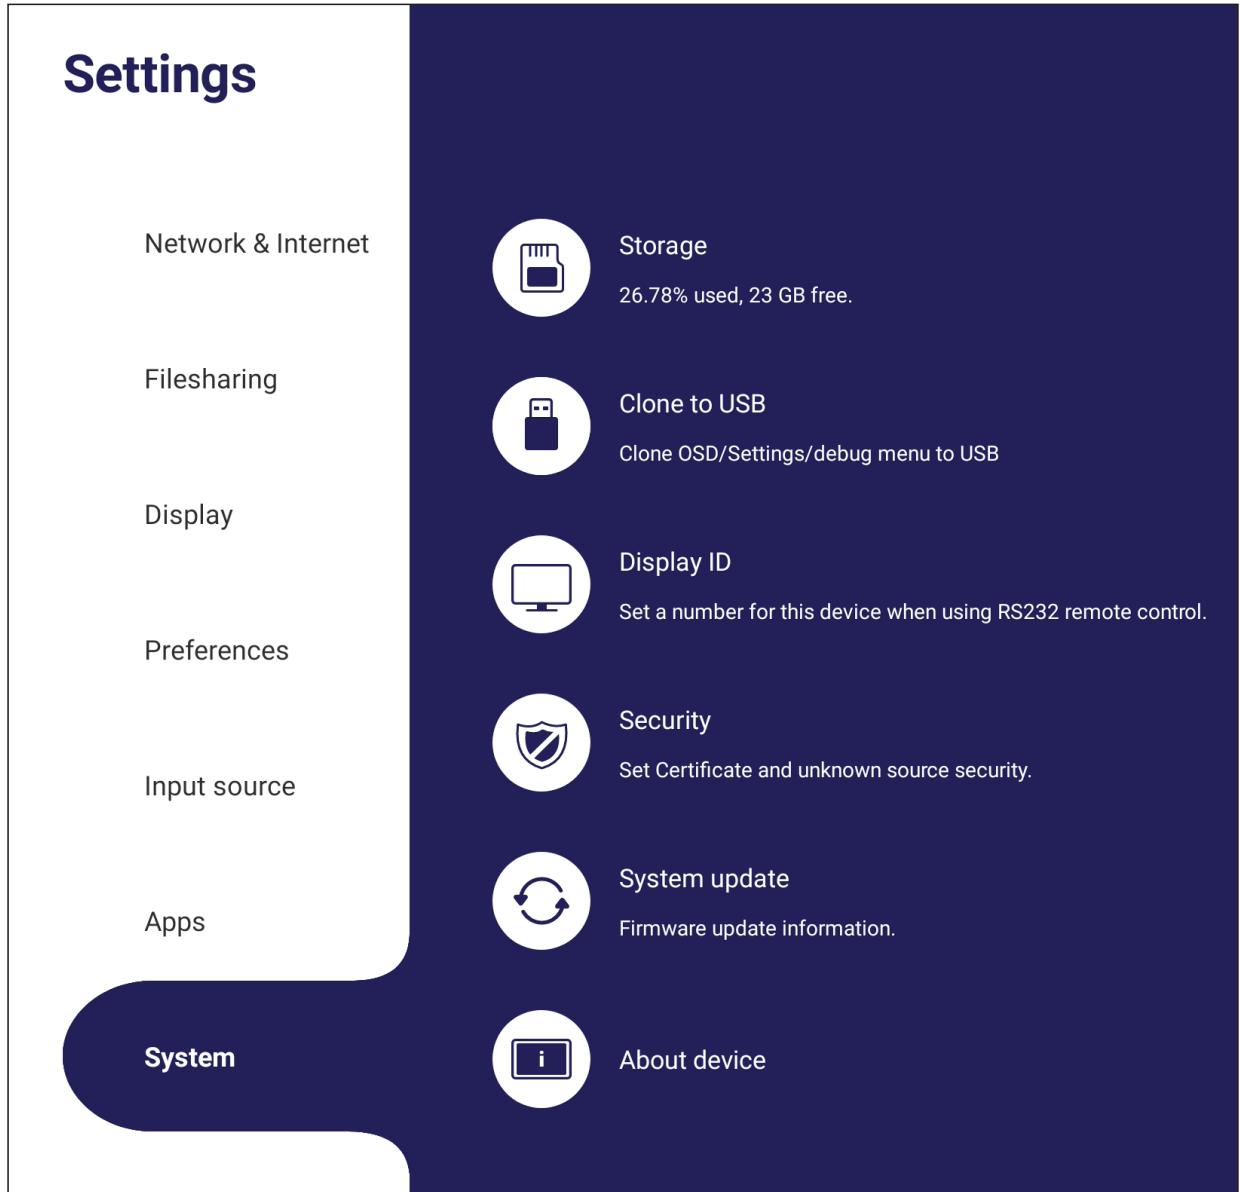 Settings
Network & Internet
Filesharing
Display
Preferences
Input source
Apps
System
Storage
26.78% used, 23 GB free.
Clone to USB
Clone OSD/Settings/debug menu to USB
Display ID
Set a number for this device when using RS232 remote control.
Security
Set Certificate and unknown source security.
System update
Firmware update information.
i
About device